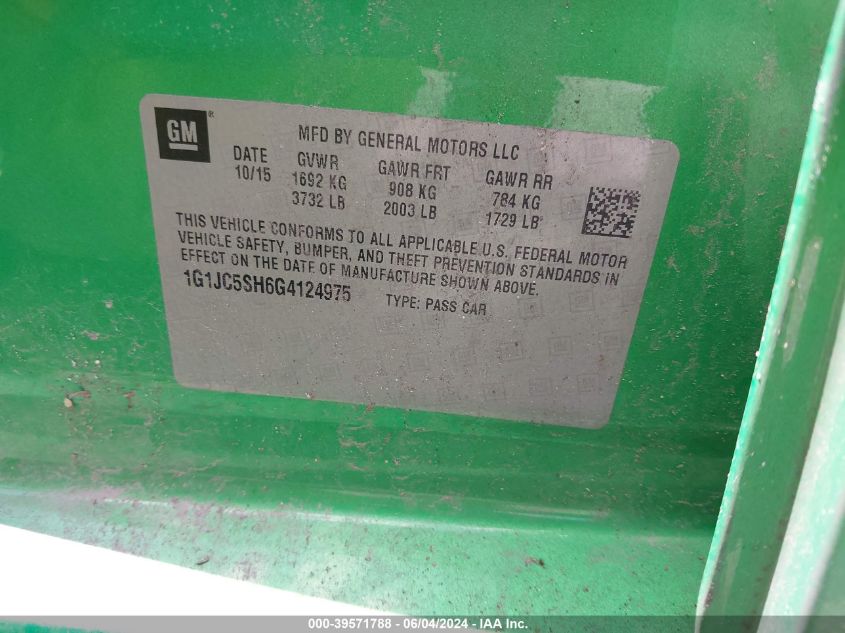 GM®
MFD BY GENERAL MOTORS LLC
DATE GVWR GAWR FRT GAWR RR
10/15 1692 KG 908 KG 784 KG
3732 LB 2003 LB 1729 LB
THIS VEHICLE CONFORMS TO ALL APPLICABLE U.S. FEDERAL MOTOR
VEHICLE SAFETY, BUMPER, AND THEFT PREVENTION STANDARDS IN
EFFECT ON THE DATE OF MANUFACTURE SHOWN ABOVE.
1G1JC5SH6G4124975 TYPE: PASS CAR
000-39571788 - 06/04/2024 - IAA Inc.